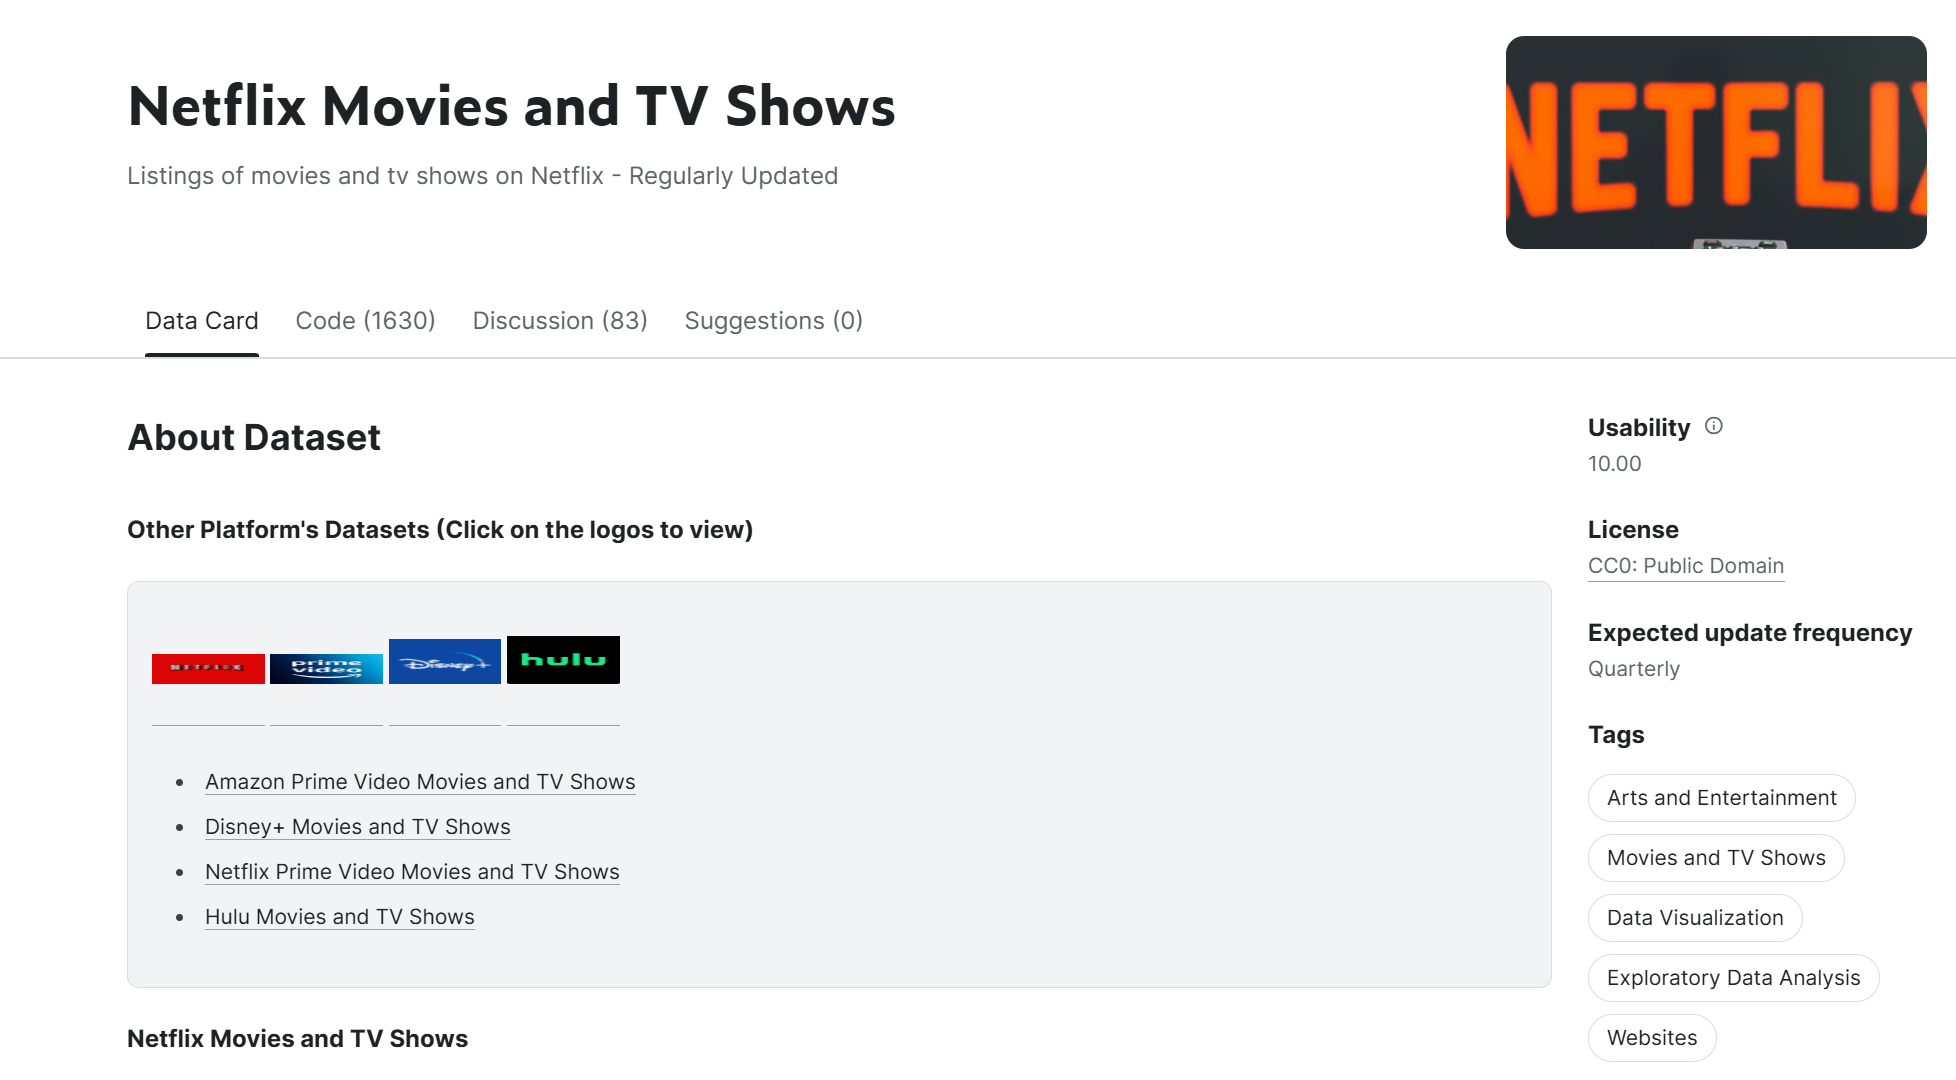 Netflix Movies and TV Shows
Listings of movies and tv shows on Netflix - Regularly Updated
NETFLIX
Data Card Code (1630) Discussion (83) Suggestions (0)
About Dataset
Other Platform's Datasets (Click on the logos to view)
NETFLIX prime video Disney+ hulu
• Amazon Prime Video Movies and TV Shows
• Disney+ Movies and TV Shows
• Netflix Prime Video Movies and TV Shows
• Hulu Movies and TV Shows
Netflix Movies and TV Shows
Usability
10.00
License
CC0: Public Domain
Expected update frequency
Quarterly
Tags
Arts and Entertainment
Movies and TV Shows
Data Visualization
Exploratory Data Analysis
Websites